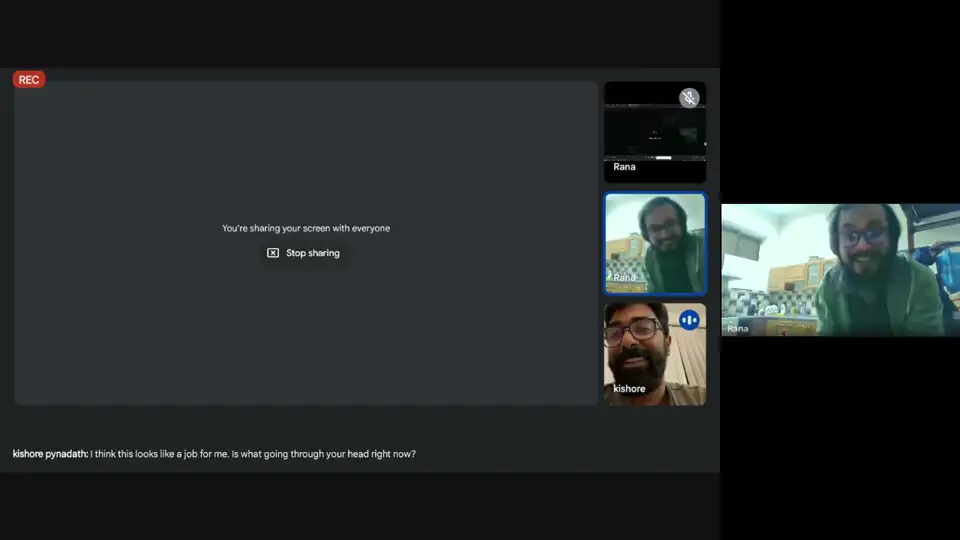 REC
Rana
You're sharing your screen with everyone
Stop sharing
Rana
Rana
kishore
kishore pynadath: I think this looks like a job for me. Is what going through your head right now?